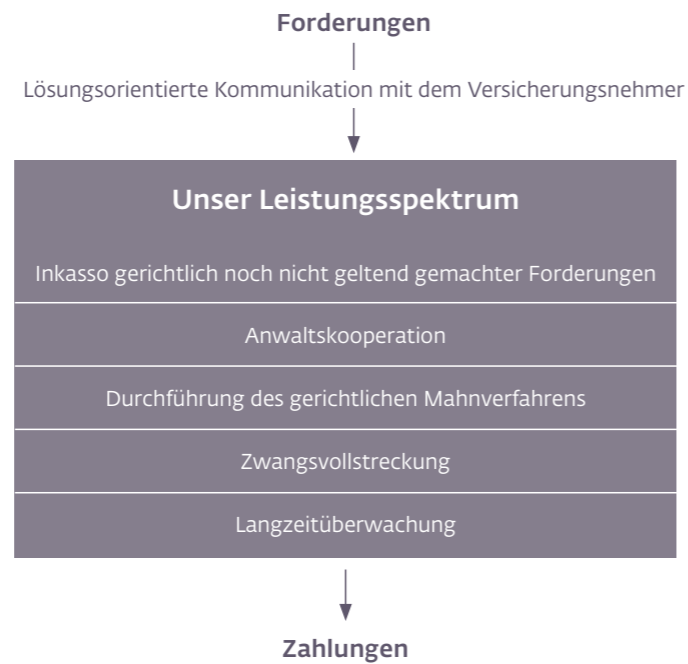 Forderungen
Lösungsorientierte Kommunikation mit dem Versicherungsnehmer
Unser Leistungsspektrum
Inkasso gerichtlich noch nicht geltend gemachter Forderungen
Anwaltskooperation
Durchführung des gerichtlichen Mahnverfahrens
Zwangsvollstreckung
Langzeitüberwachung
Zahlungen